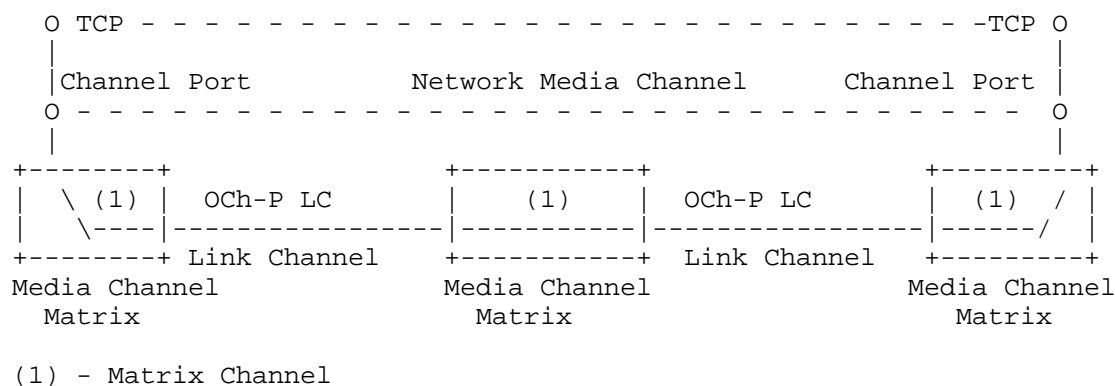 O TCP - - - - - - - - - - - - - - - - - - - - - - - - - - -TCP O
|Channel Port Network Media Channel Channel Port |
O - - - - - - - - - - - - - - - - - - - - - - - - - - - - - - O
| \ (1) | OCh-P LC | (1) | OCh-P LC | (1) / |
| \----|-----------------|-----------|-----------------|------/ |
+--------+ Link Channel +-----------+ Link Channel +---------+
Media Channel Media Channel Media Channel
Matrix Matrix Matrix
(1) - Matrix Channel